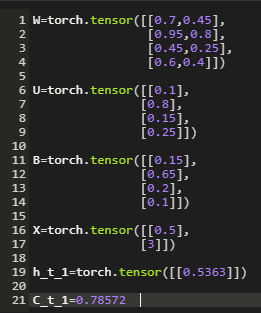 1 W=torch.tensor([[0.7,0.45],
2 [0.95,0.8],
3 [0.45,0.25],
4 [0.6,0.4]])
5
6 U=torch.tensor([[0.1],
7 [0.8],
8 [0.15],
9 [0.25]])
10
11 B=torch.tensor([[0.15],
12 [0.65],
13 [0.2],
14 [0.1]])
15
16 X=torch.tensor([[0.5],
17 [3]])
18
19 h_t_1=torch.tensor([[0.5363]])
20
21 C_t_1=0.78572